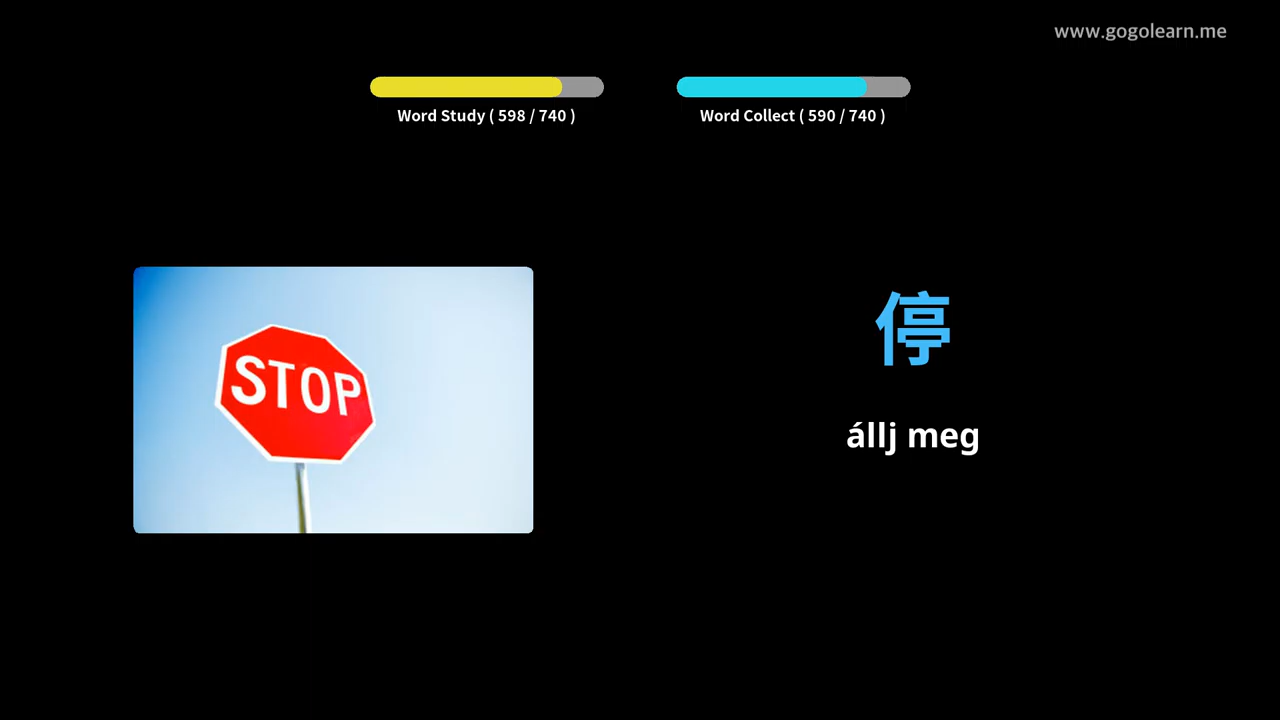 www.gogolearn.me
Word Study ( 598 / 740 )
Word Collect ( 590 / 740 )
STOP
停
állj meg